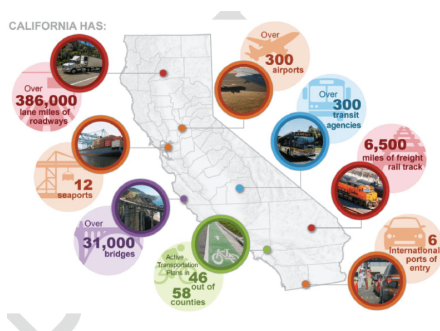 CALIFORNIA HAS:
Over
386,000
lane miles of
roadways
Over
300
airports
Over
300
transit
agencies
6,500
miles of freight
rail track
12
seaports
Over
31,000
bridges
Active
Transportation
Plans in
46
out of
58
counties
6
International
ports of
entry